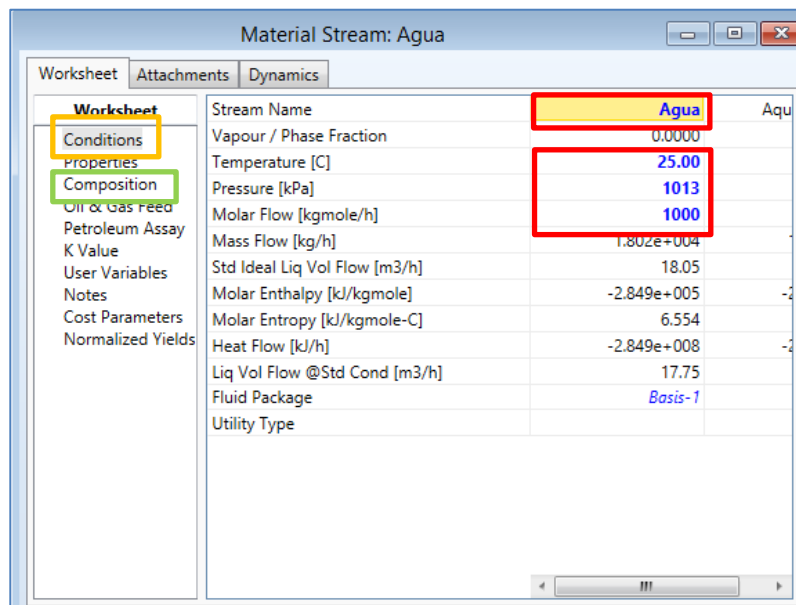 Material Stream: Agua
Worksheet Attachments Dynamics
Worksheet
Conditions
Properties
Composition
Oil & Gas Feed
Petroleum Assay
K Value
User Variables
Notes
Cost Parameters
Normalized Yields
Stream Name Agua Aqu
Vapour / Phase Fraction 0.0000
Temperature [C] 25.00
Pressure [kPa] 1013
Molar Flow [kgmole/h] 1000
Mass Flow [kg/h] 1.802e+004
Std Ideal Liq Vol Flow [m3/h] 18.05
Molar Enthalpy [kJ/kgmole] -2.849e+005 -2
Molar Entropy [kJ/kgmole-C] 6.554
Heat Flow [kJ/h] -2.849e+008 -2
Liq Vol Flow @Std Cond [m3/h] 17.75
Fluid Package Basis-1
Utility Type